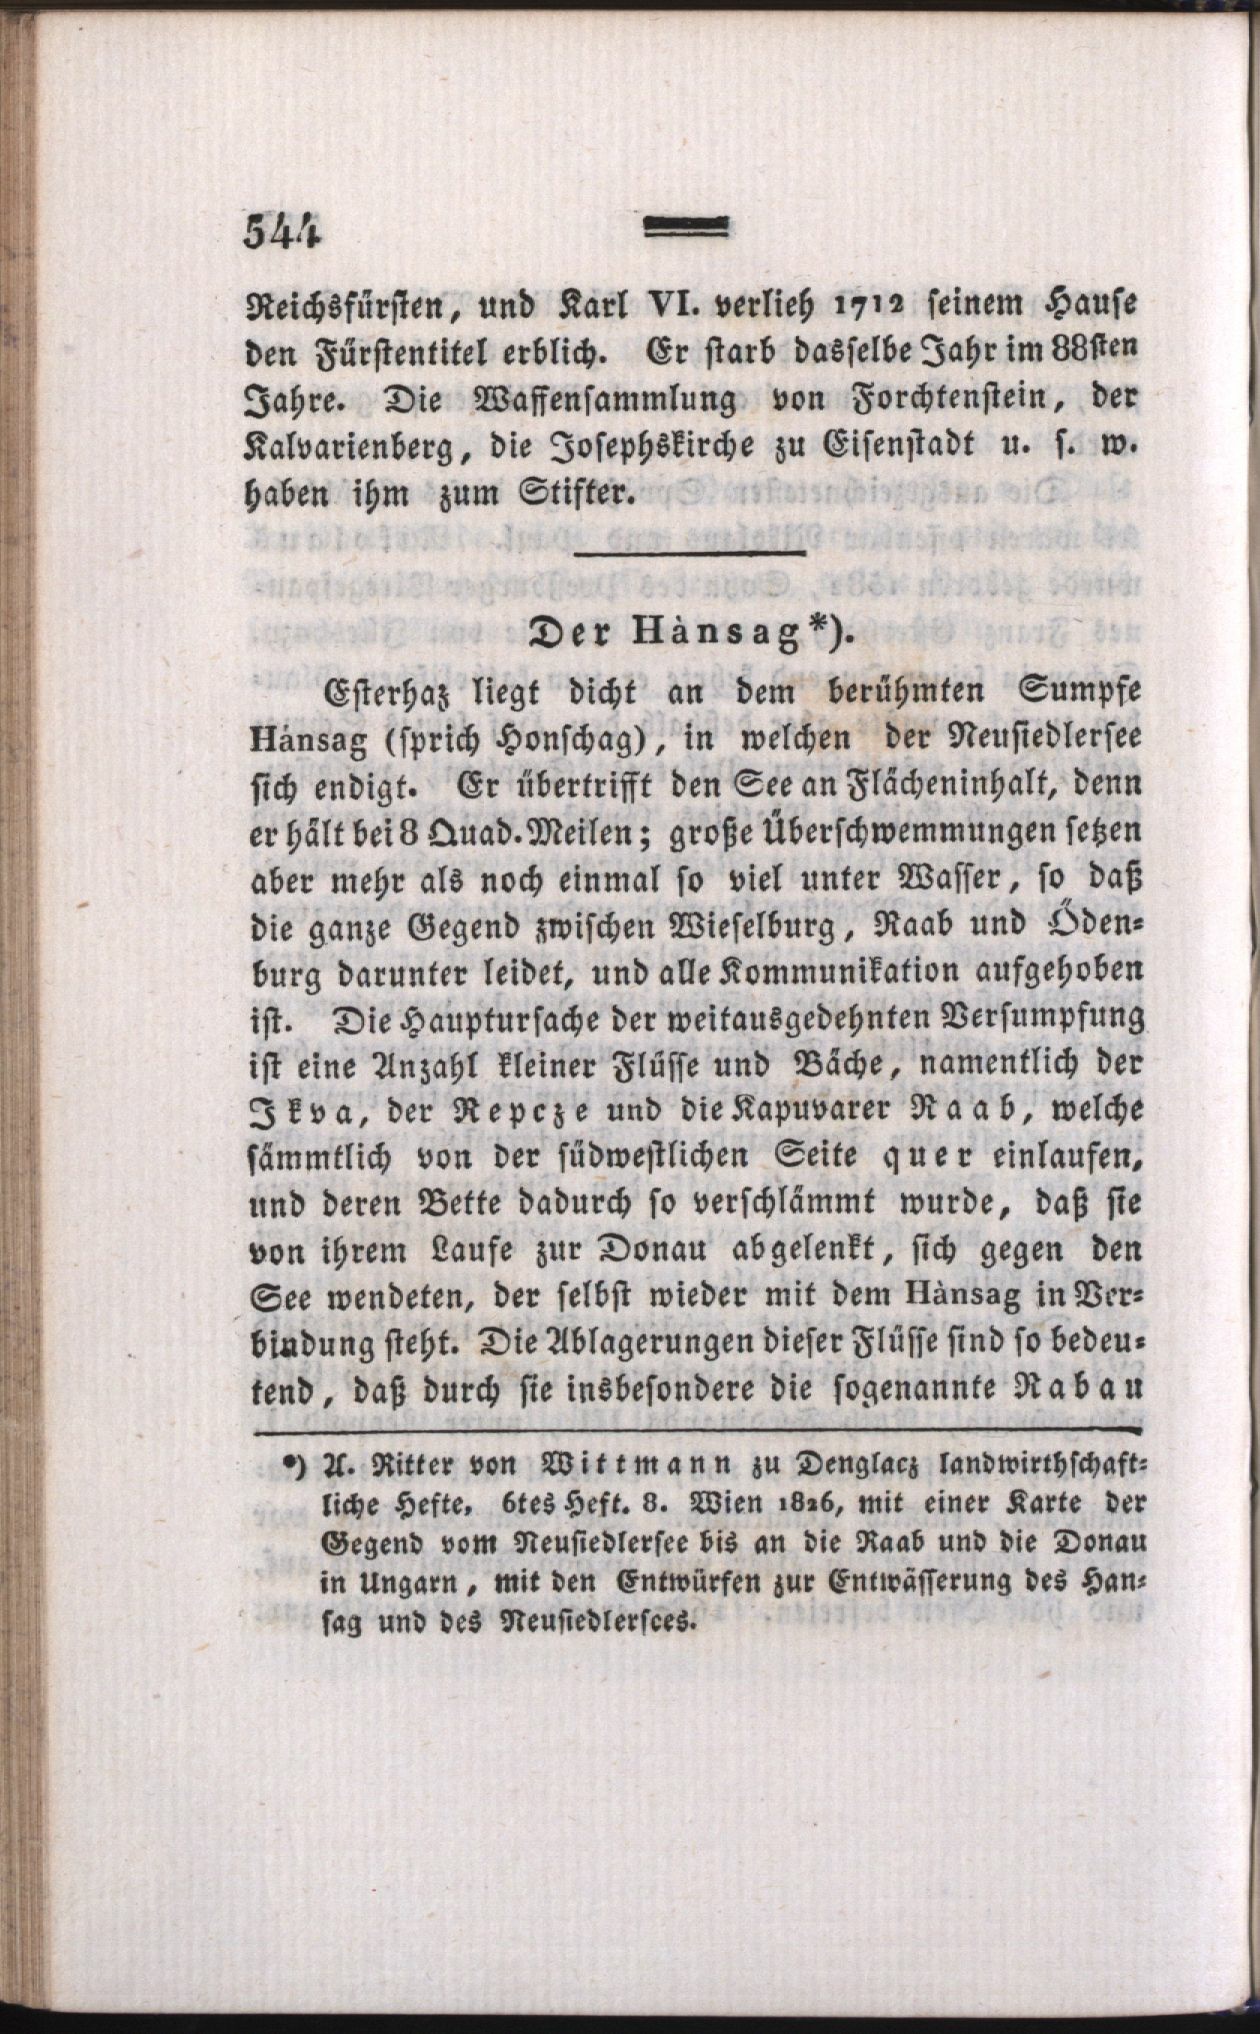 544
Reichsfürsten, und Karl VI. verlieh 1712 seinem Hause
den Fürstentitel erblich. Er starb dasselbe Jahr im 88sten
Jahre. Die Waffensammlung von Forchtenstein, der
Kalvarienberg, die Josephskirche zu Eisenstadt u. s. w.
haben ihm zum Stifter.
Der Hànsag*).
Esterhaz liegt dicht an dem berühmten Sumpfe
Hànsag (sprich Honschag), in welchen der Neusiedlersee
sich endigt. Er übertrifft den See an Flächeninhalt, denn
er hält bei 8 Quad. Meilen; große Überschwemmungen setzen
aber mehr als noch einmal so viel unter Wasser, so daß
die ganze Gegend zwischen Wieselburg, Raab und Öden-
burg darunter leidet, und alle Kommunikation aufgehoben
ist. Die Hauptursache der weitausgedehnten Versumpfung
ist eine Anzahl kleiner Flüsse und Bäche, namentlich der
Ikva, der Repcze und die Kapuvarer Raab, welche
sämmtlich von der südwestlichen Seite quer einlaufen,
und deren Bette dadurch so verschlämmt wurde, daß sie
von ihrem Laufe zur Donau abgelenkt, sich gegen den
See wendeten, der selbst wieder mit dem Hànsag in Ver-
bindung steht. Die Ablagerungen dieser Flüsse sind so bedeu-
tend, daß durch sie insbesondere die sogenannte Rabau
*) A. Ritter von Wittmann zu Denglacz landwirthschaft-
liche Hefte, 6tes Heft. 8. Wien 1826, mit einer Karte der
Gegend vom Neusiedlersee bis an die Raab und die Donau
in Ungarn, mit den Entwürfen zur Entwässerung des Han-
sag und des Neusiedlersees.